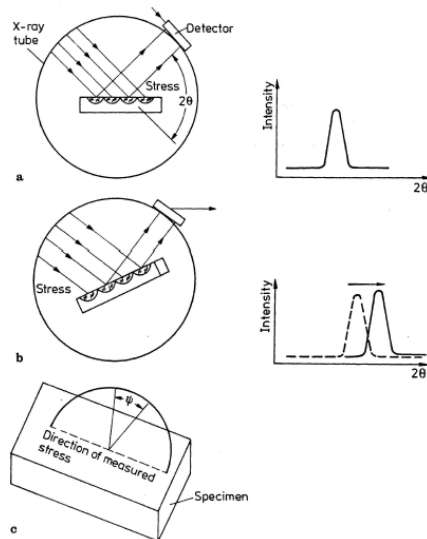 X-ray
tube
Detector
Stress
2θ
a
Intensity
2θ
Stress
b
Intensity
2θ
ψ
Direction of measured
stress
Specimen
c